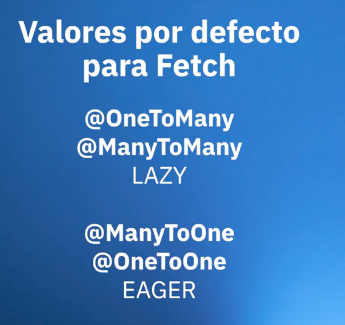 Valores por defecto
para Fetch
@OneToMany
@ManyToMany
LAZY
@ManyToOne
@OneToOne
EAGER